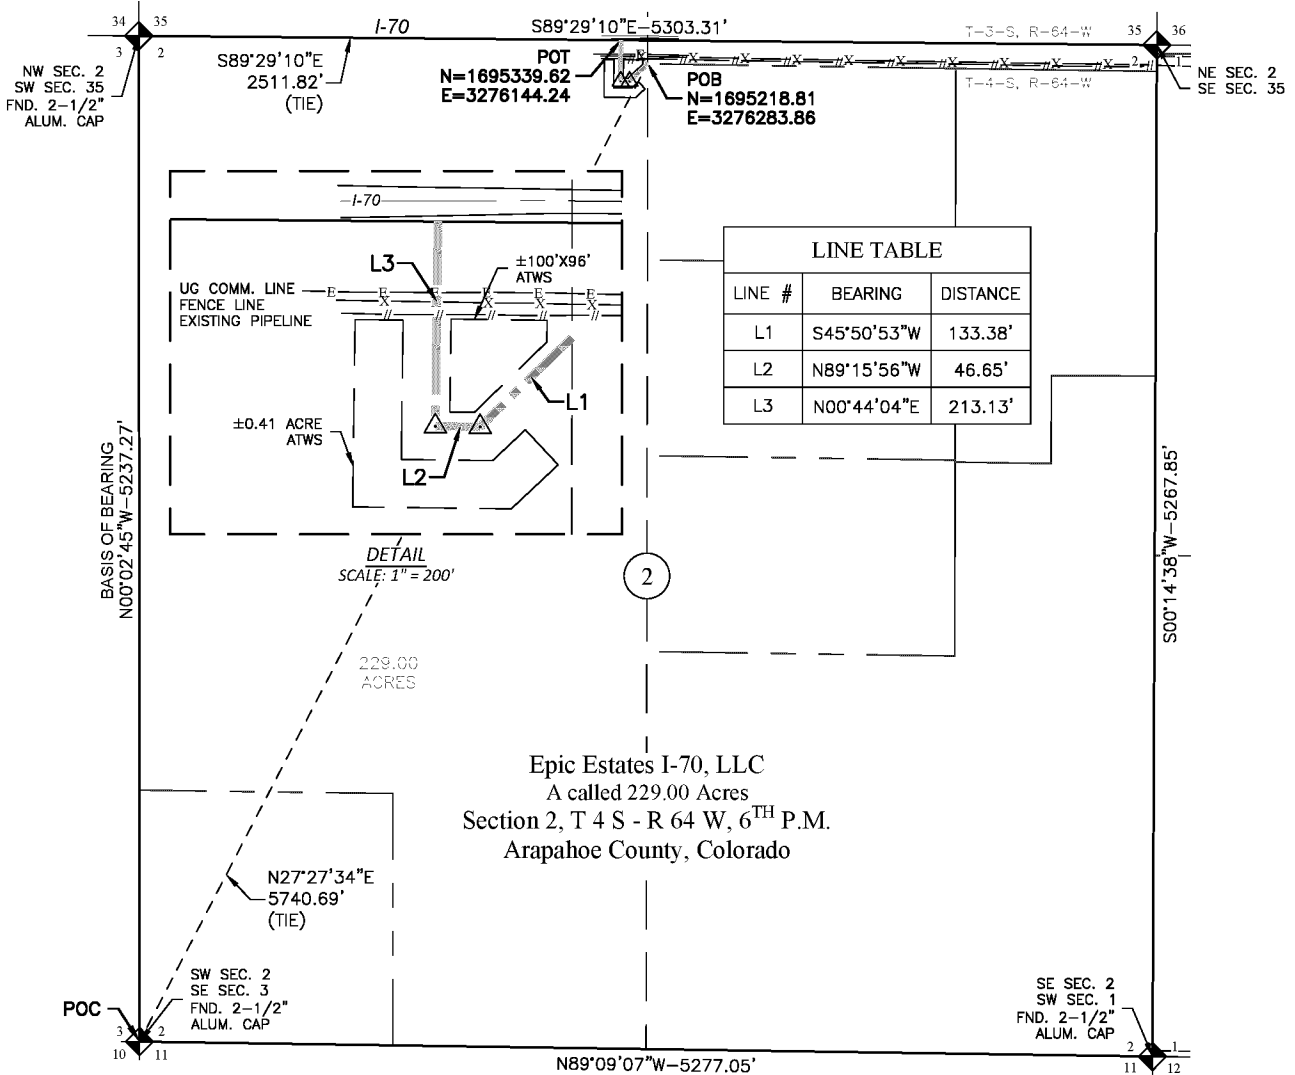 34 35
I-70
S89°29'10"E-5303.31'
T-3-S, R-64-W
35 36
3 2
NW SEC. 2
SW SEC. 35
FND. 2-1/2"
ALUM. CAP
S89°29'10"E
2511.82'
(TIE)
POT
N=1695339.62
E=3276144.24
POB
N=1695218.81
E=3276283.86
2 1
T-4-S, R-64-W
NE SEC. 2
SE SEC. 35
I-70
L3
±100'X96'
ATWS
UG COMM. LINE
FENCE LINE
EXISTING PIPELINE
E E E E E
X X X X X
// // // // //
L1
±0.41 ACRE
ATWS
L2
DETAIL
SCALE: 1" = 200'
LINE TABLE
LINE # BEARING DISTANCE
L1 S45°50'53"W 133.38'
L2 N89°15'56"W 46.65'
L3 N00°44'04"E 213.13'
BASIS OF BEARING
N00°02'45"W-5237.27'
S00°14'38"W-5267.85'
2
229.00
ACRES
Epic Estates I-70, LLC
A called 229.00 Acres
Section 2, T 4 S - R 64 W, 6TH P.M.
Arapahoe County, Colorado
N27°27'34"E
5740.69'
(TIE)
POC
SW SEC. 2
SE SEC. 3
FND. 2-1/2"
ALUM. CAP
3 2
10 11
SE SEC. 2
SW SEC. 1
FND. 2-1/2"
ALUM. CAP
2 1
11 12
N89°09'07"W-5277.05'